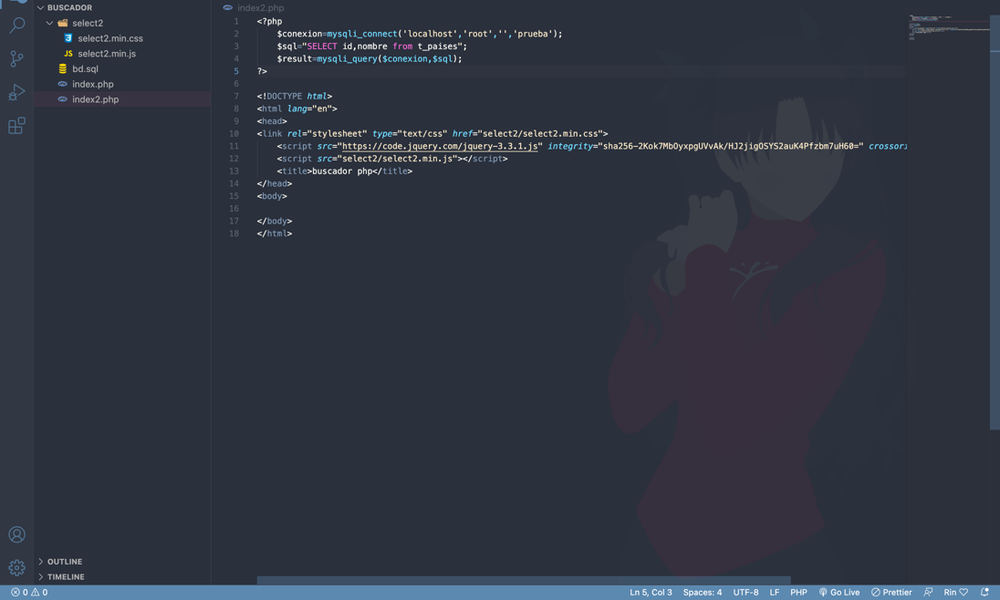 BUSCADOR
select2
select2.min.css
JS select2.min.js
bd.sql
index.php
index2.php
OUTLINE
TIMELINE
index2.php
1 <?php
2 $conexion=mysqli_connect('localhost','root','','prueba');
3 $sql="SELECT id,nombre from t_paises";
4 $result=mysqli_query($conexion,$sql);
5 ?>
6
7 <!DOCTYPE html>
8 <html lang="en">
9 <head>
10 <link rel="stylesheet" type="text/css" href="select2/select2.min.css">
11 <script src="https://code.jquery.com/jquery-3.3.1.js" integrity="sha256-2Kok7MbOyxpgUVvAk/HJ2jigOSYS2auK4Pfzbm7uH60=" crossori
12 <script src="select2/select2.min.js"></script>
13 <title>buscador php</title>
14 </head>
15 <body>
16
17 </body>
18 </html>
0 0 Ln 5, Col 3 Spaces: 4 UTF-8 LF PHP Go Live Prettier Rin